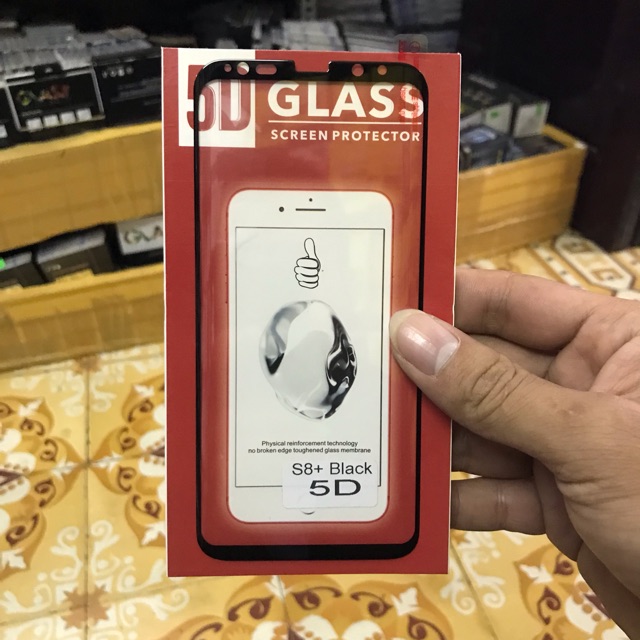 5D
GLASS
SCREEN PROTECTOR
Physical reinforcement technology
no broken edge toughened glass membrane
S8+ Black
5D